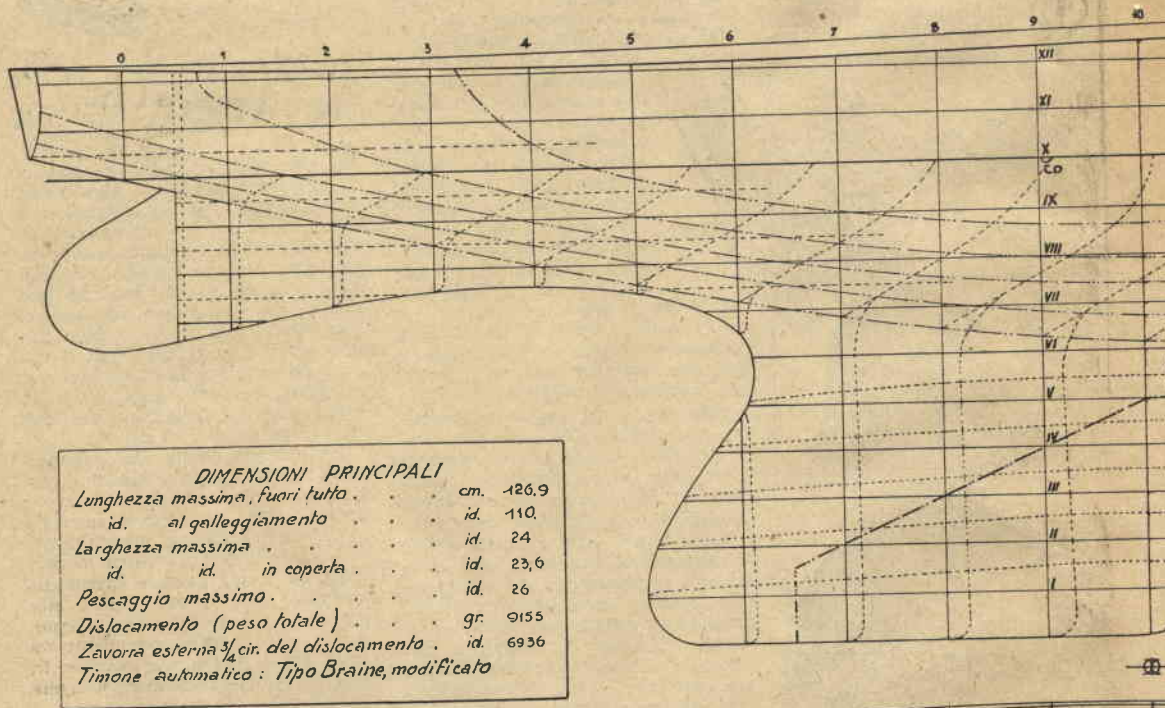 0 1 2 3 4 5 6 7 8 9 10
XII
XI
X
Co
IX
VIII
VII
VI
V
IV
III
II
I
DIMENSIONI PRINCIPALI
Lunghezza massima, fuori tutto . . . cm. 126,9
id. al galleggiamento . . . id. 110,
Larghezza massima . . . . . id. 24
id. id. in coperta . . . id. 23,6
Pescaggio massimo . . . . . id. 26
Dislocamento (peso totale) . . . gr. 9155
Zavorra esterna 3/4 cir. del dislocamento . id. 6936
Timone automatico : Tipo Braine, modificato